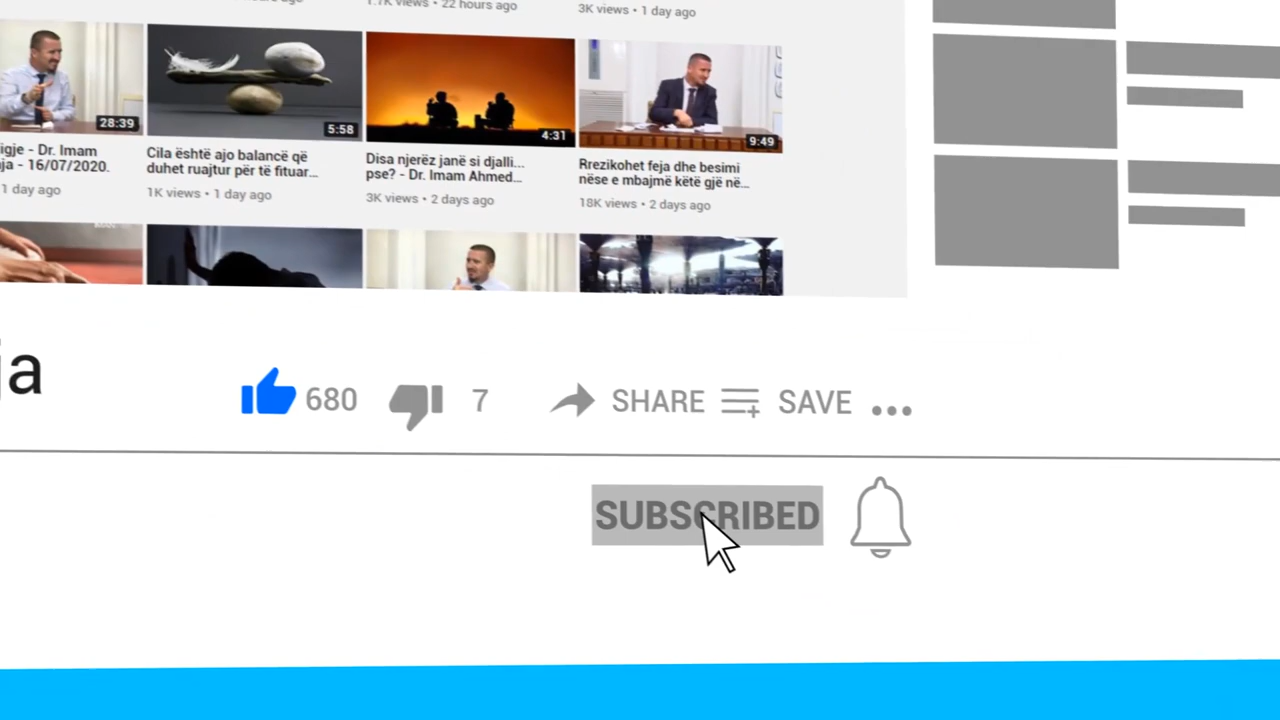 1.7K views • 22 hours ago
3K views • 1 day ago
28:39
5:58
4:31
9:49
igje - Dr. Imam
ja - 16/07/2020.
1 day ago
Cila është ajo balancë që
duhet ruajtur për të fituar...
1K views • 1 day ago
Disa njerëz janë si djalli...
pse? - Dr. Imam Ahmed...
3K views • 2 days ago
Rrezikohet feja dhe besimi
nëse e mbajmë këtë gjë në...
18K views • 2 days ago
ja
680
7
SHARE
SAVE
SUBSCRIBED